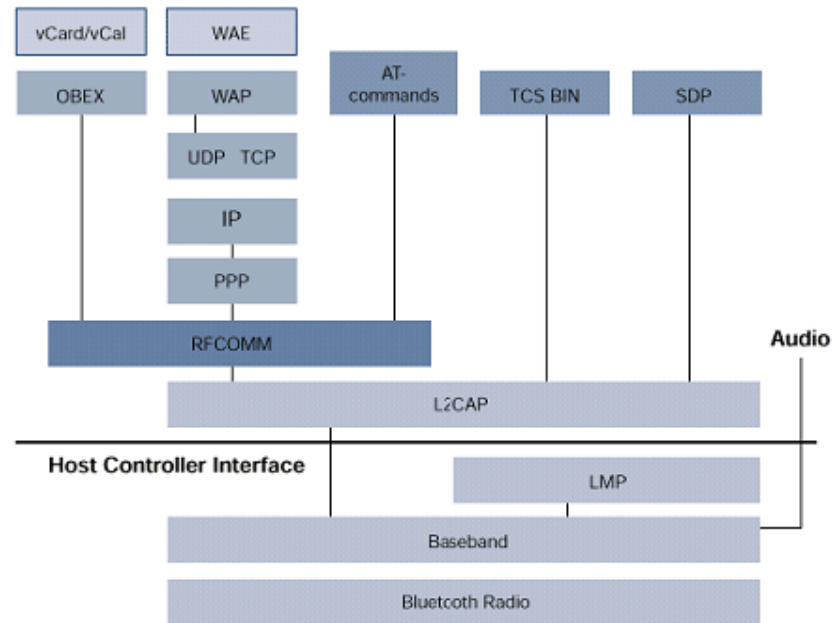 vCard/vCal
WAE
OBEX
WAP
AT-
commands
TCS BIN
SDP
UDP TCP
IP
PPP
RFCOMM
Audio
L2CAP
Host Controller Interface
LMP
Baseband
Bluetcoth Radio